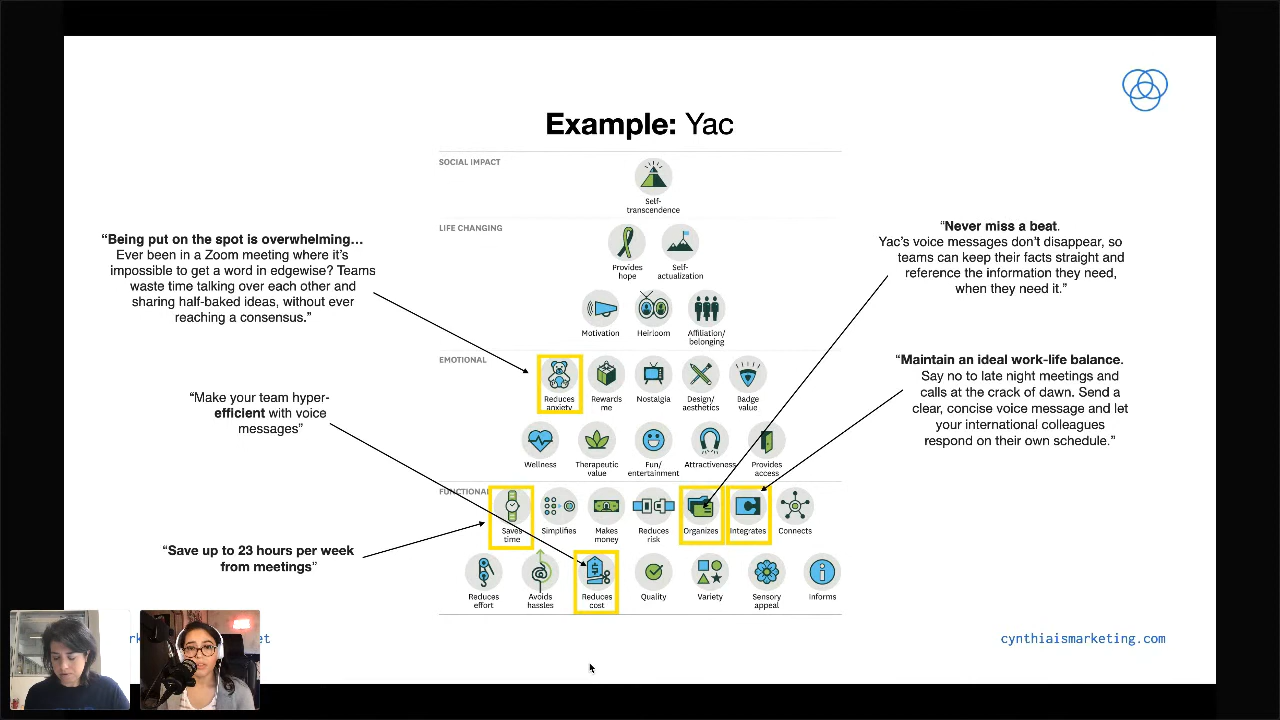 Example: Yac
SOCIAL IMPACT
Self-
transcendence
LIFE CHANGING
Provides
hope
Self-
actualization
Motivation
Heirloom
Affiliation/
belonging
"Being put on the spot is overwhelming...
Ever been in a Zoom meeting where it's
impossible to get a word in edgewise? Teams
waste time talking over each other and
sharing half-baked ideas, without ever
reaching a consensus."
"Never miss a beat.
Yac's voice messages don't disappear, so
teams can keep their facts straight and
reference the information they need,
when they need it."
EMOTIONAL
Reduces
anxiety
Rewards
me
Nostalgia
Design/
aesthetics
Badge
value
Wellness
Therapeutic
value
Fun/
entertainment
Attractiveness
Provides
access
"Make your team hyper-
efficient with voice
messages"
"Maintain an ideal work-life balance.
Say no to late night meetings and
calls at the crack of dawn. Send a
clear, concise voice message and let
your international colleagues
respond on their own schedule."
FUNCTIONAL
Saves
time
Simplifies
Makes
money
Reduces
risk
Organizes
Integrates
Connects
Reduces
effort
Avoids
hassles
Reduces
cost
Quality
Variety
Sensory
appeal
Informs
"Save up to 23 hours per week
from meetings"
cynthiaismarketing.com